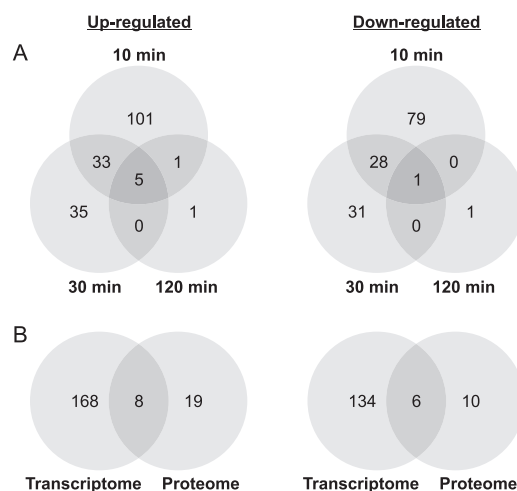 Up-regulated Down-regulated
A
10 min 10 min
101 79
33 1 28 0
5 1
35 1 31 1
0 0
30 min 120 min 30 min 120 min
B
168 8 19 134 6 10
Transcriptome Proteome Transcriptome Proteome